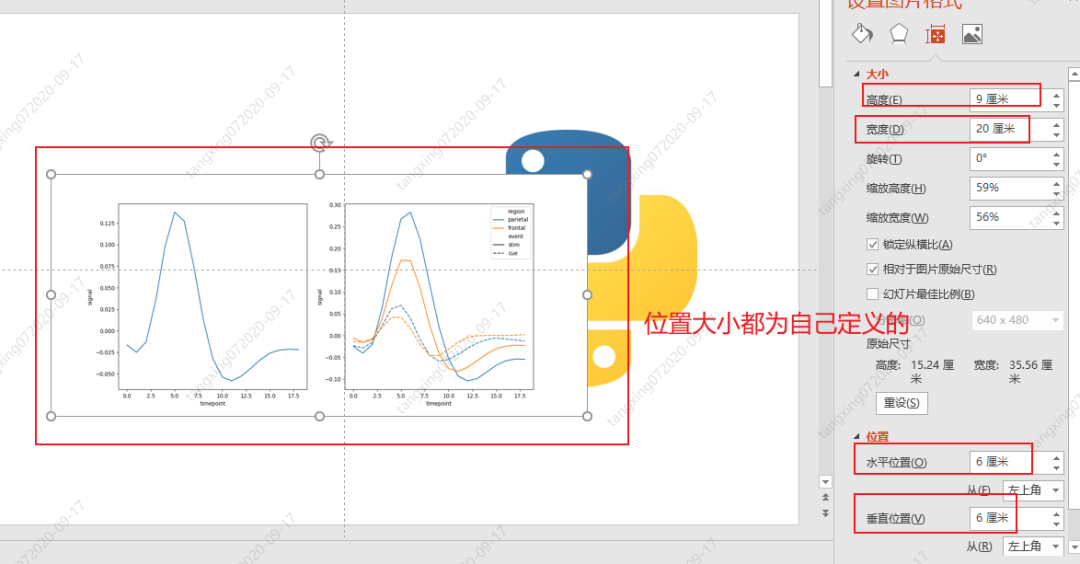 设置图片格式
大小
高度(E) 9 厘米
宽度(D) 20 厘米
旋转(T) 0°
缩放高度(H) 59%
缩放宽度(W) 56%
锁定纵横比(A)
相对于图片原始尺寸(R)
幻灯片最佳比例(B)
(O) 640 x 480
原始尺寸
高度: 15.24 厘米 宽度: 35.56 厘米
重设(S)
位置
水平位置(O) 6 厘米
从(F) 左上角
垂直位置(V) 6 厘米
从(R) 左上角
位置大小都为自己定义的
signal
0.125
0.100
0.075
0.050
0.025
0.000
−0.025
−0.050
0.0 2.5 5.0 7.5 10.0 12.5 15.0 17.5
timepoint
signal
0.30
0.25
0.20
0.15
0.10
0.05
0.00
−0.05
−0.10
0.0 2.5 5.0 7.5 10.0 12.5 15.0 17.5
timepoint
region
parietal
frontal
event
stim
cue
tangxing072020-09-17